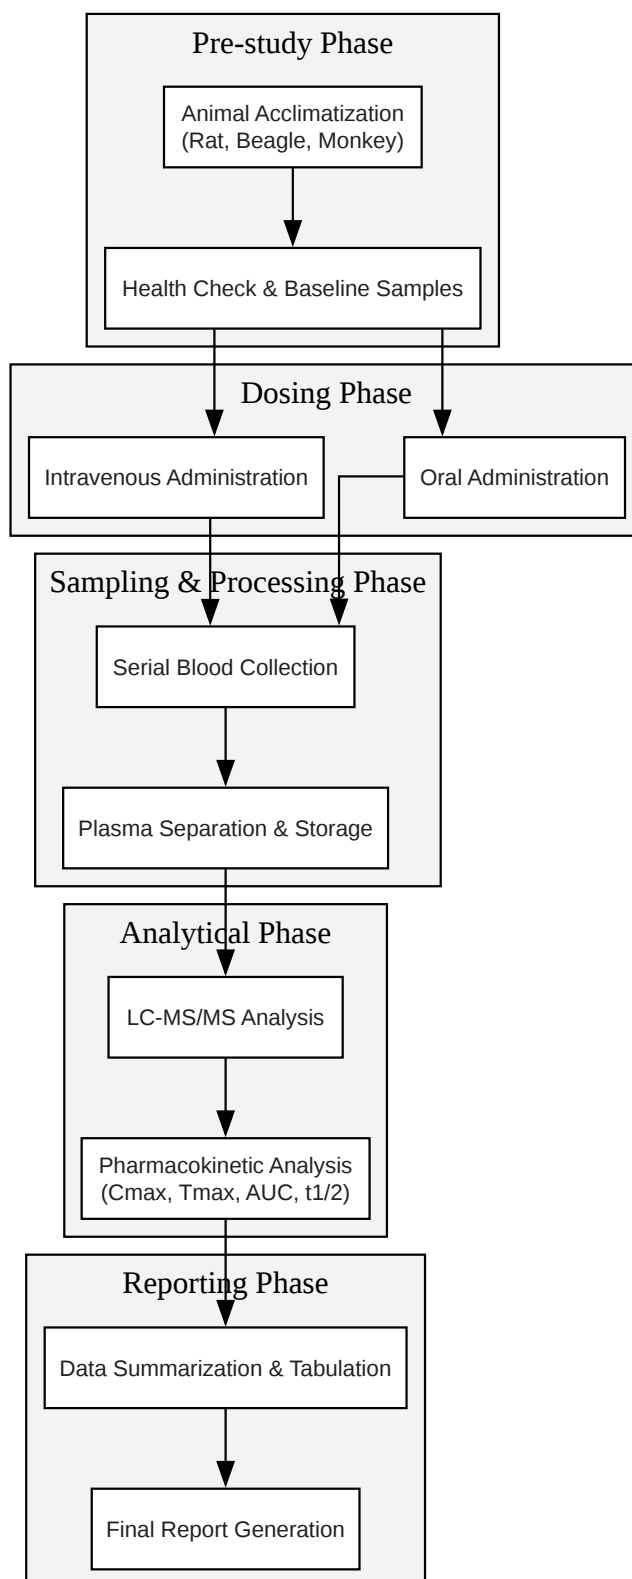 Pre-study Phase
Animal Acclimatization
(Rat, Beagle, Monkey)
Health Check & Baseline Samples
Dosing Phase
Intravenous Administration
Oral Administration
Sampling & Processing Phase
Serial Blood Collection
Plasma Separation & Storage
Analytical Phase
LC-MS/MS Analysis
Pharmacokinetic Analysis
(Cmax, Tmax, AUC, t1/2)
Reporting Phase
Data Summarization & Tabulation
Final Report Generation